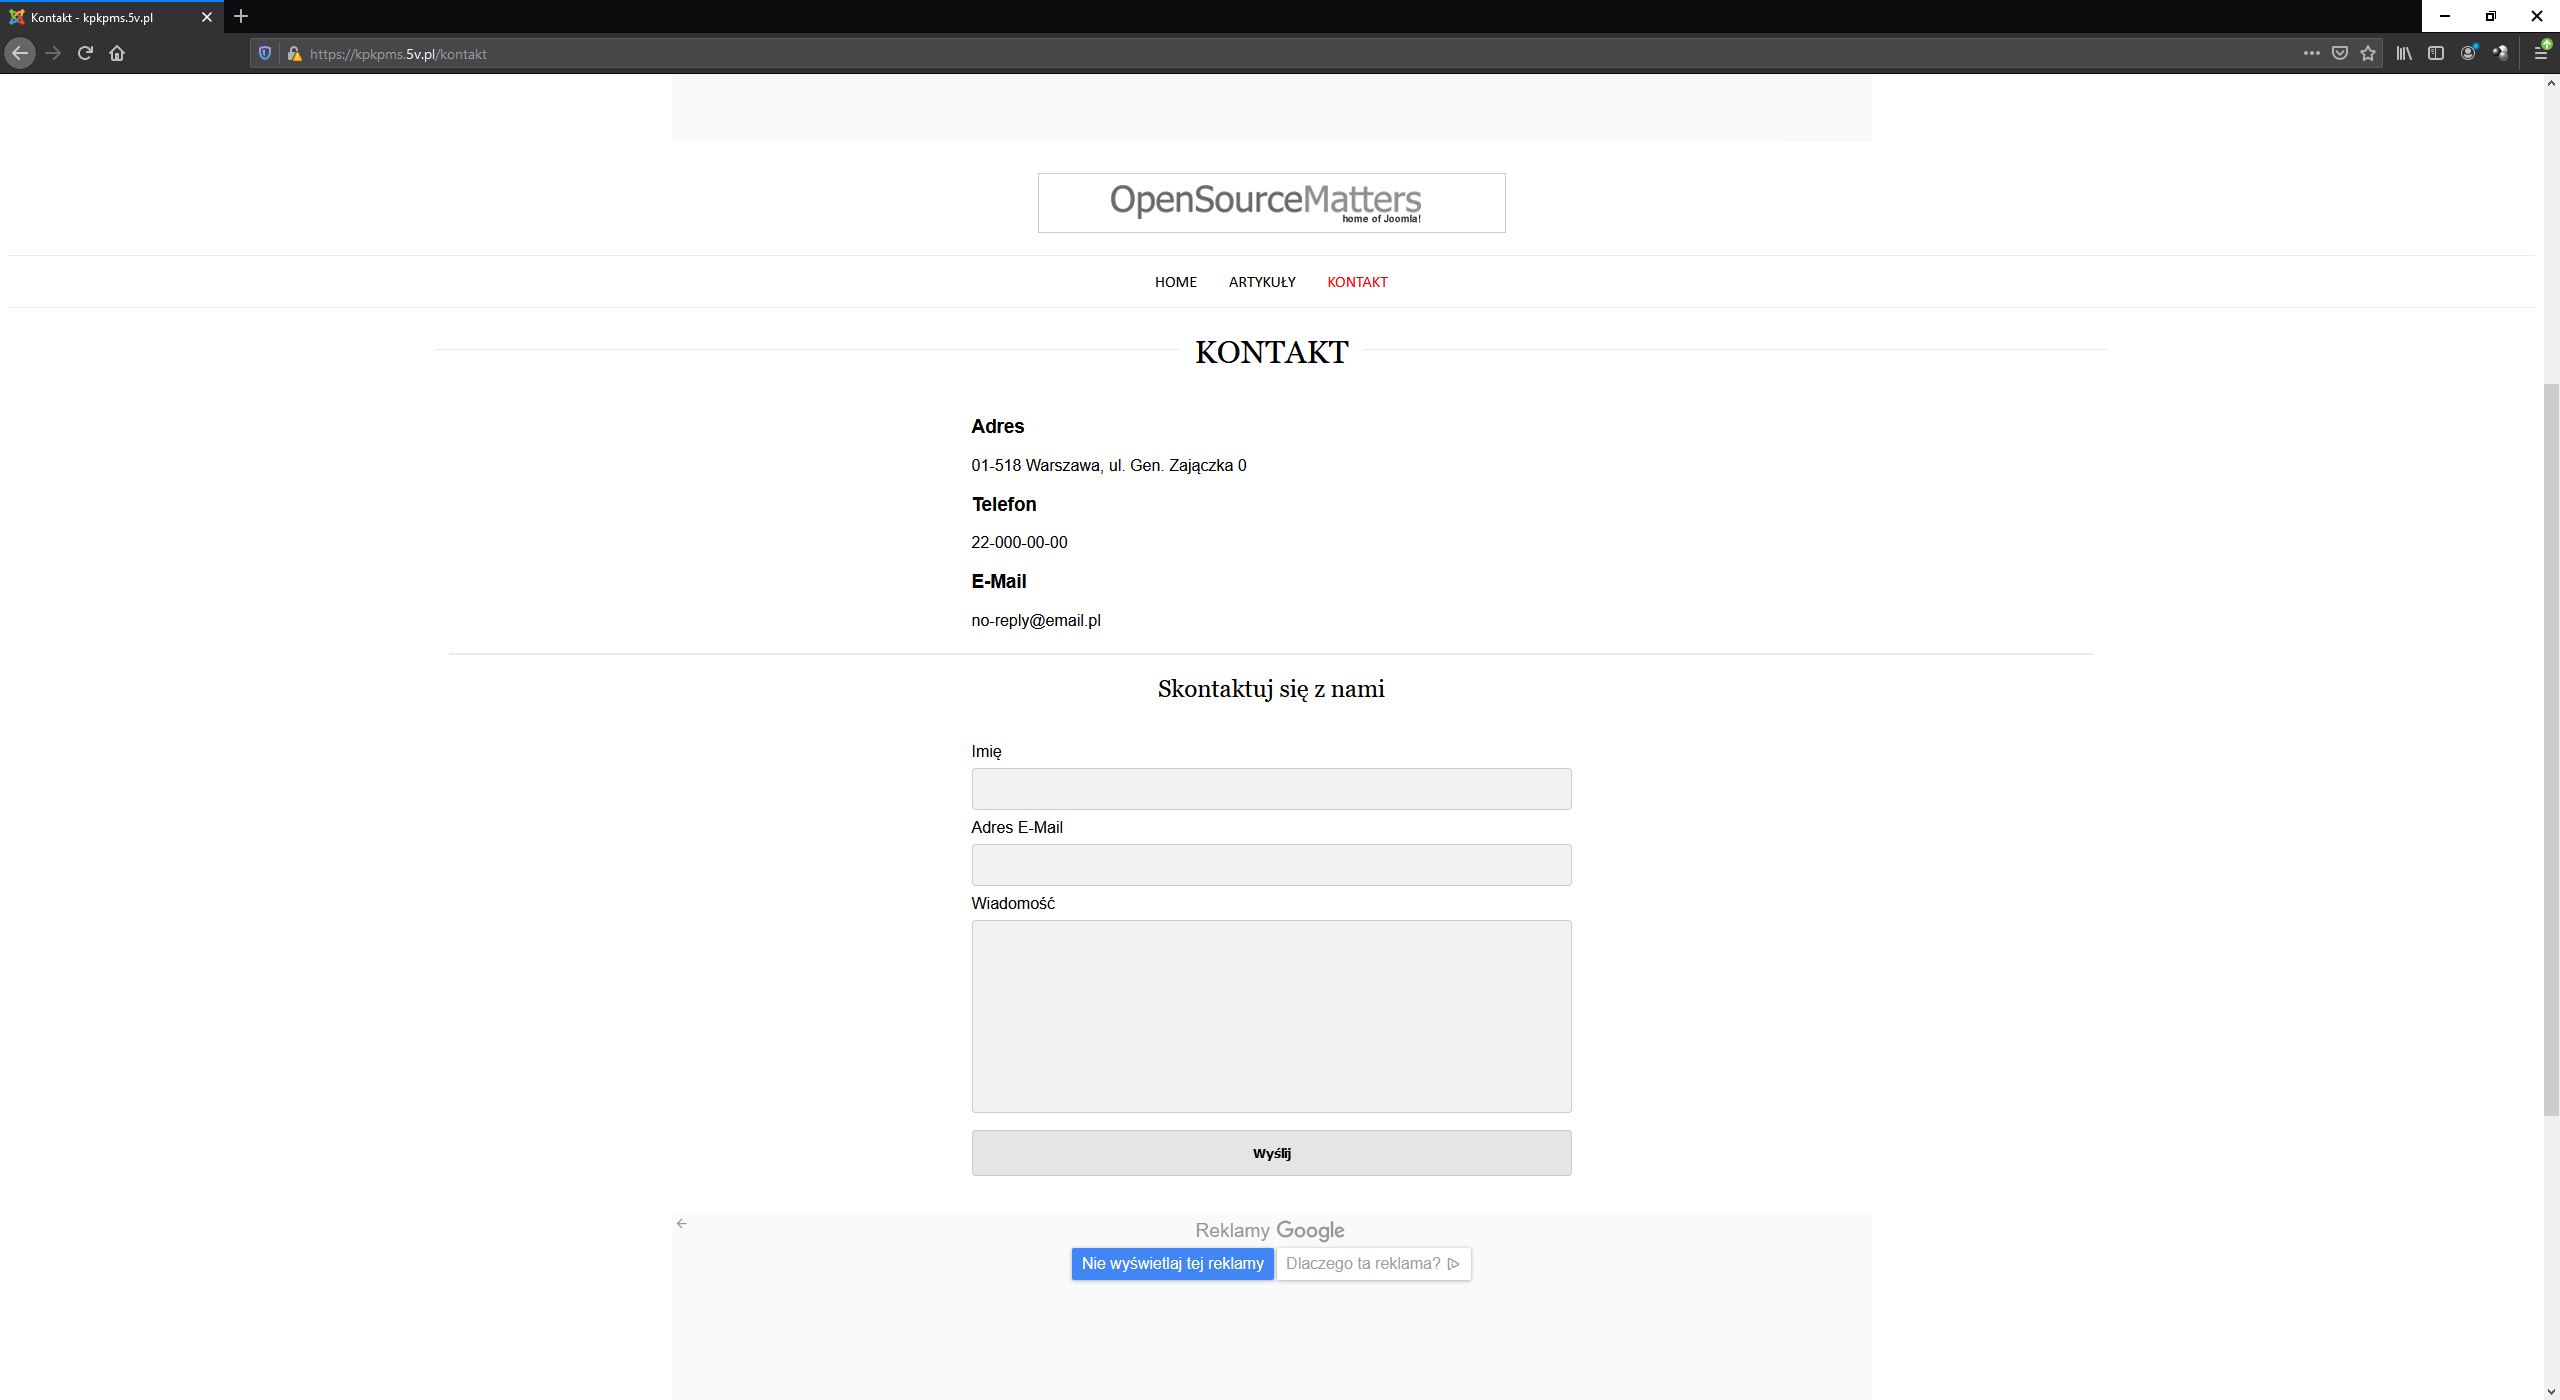 Kontakt - kpkpms.5v.pl
https://kpkpms.5v.pl/kontakt
OpenSourceMatters
home of Joomla!
HOME ARTYKUŁY KONTAKT
KONTAKT
Adres
01-518 Warszawa, ul. Gen. Zajączka 0
Telefon
22-000-00-00
E-Mail
no-reply@email.pl
Skontaktuj się z nami
Imię
Adres E-Mail
Wiadomość
Wyślij
Reklamy Google
Nie wyświetlaj tej reklamy Dlaczego ta reklama?